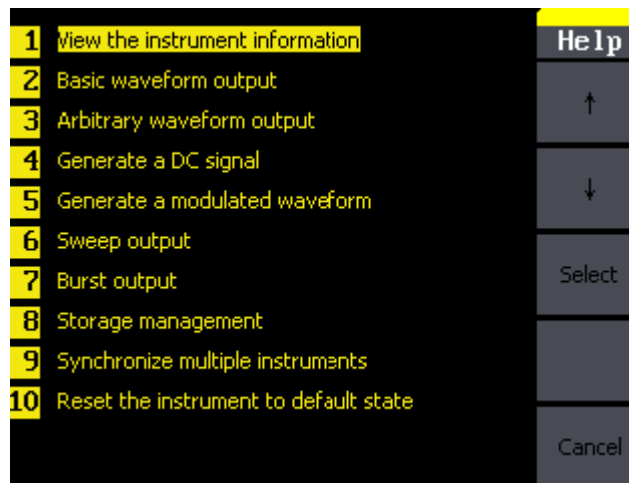 1 View the instrument information
2 Basic waveform output
3 Arbitrary waveform output
4 Generate a DC signal
5 Generate a modulated waveform
6 Sweep output
7 Burst output
8 Storage management
9 Synchronize multiple instruments
10 Reset the instrument to default state
Help
↑
↓
Select
Cancel